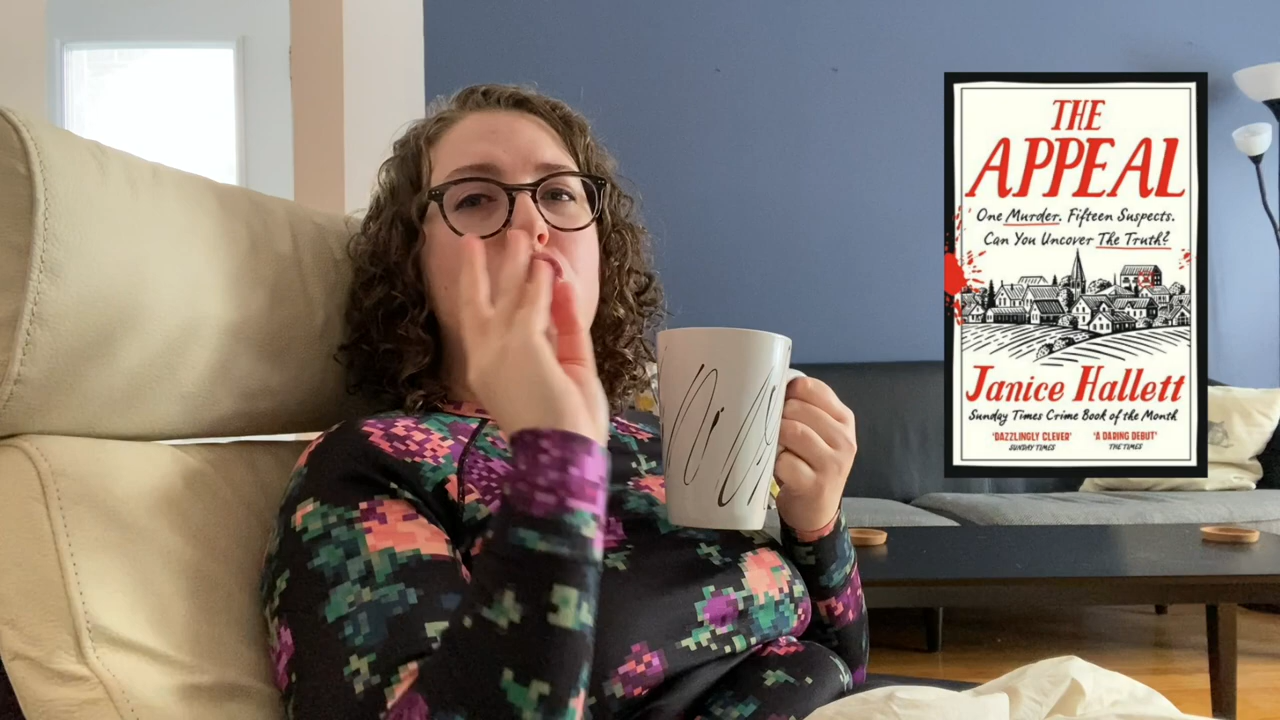 THE
APPEAL
One Murder. Fifteen Suspects.
Can You Uncover The Truth?
Janice Hallett
Sunday Times Crime Book of the Month
'DAZZLINGLY CLEVER' 'A DARING DEBUT'
SUNDAY TIMES THE TIMES